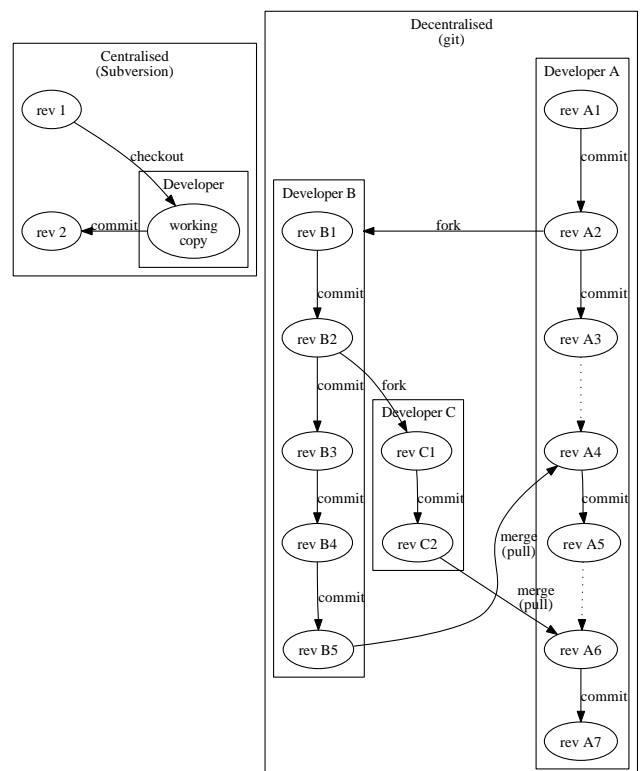 Centralised
(Subversion)
rev 1
checkout
Developer
working
copy
commit
rev 2
Decentralised
(git)
Developer A
rev A1
commit
rev A2
fork
commit
rev A3
rev A4
commit
rev A5
rev A6
commit
rev A7
Developer B
rev B1
commit
rev B2
fork
commit
rev B3
commit
rev B4
commit
rev B5
Developer C
rev C1
commit
rev C2
merge
(pull)
merge
(pull)